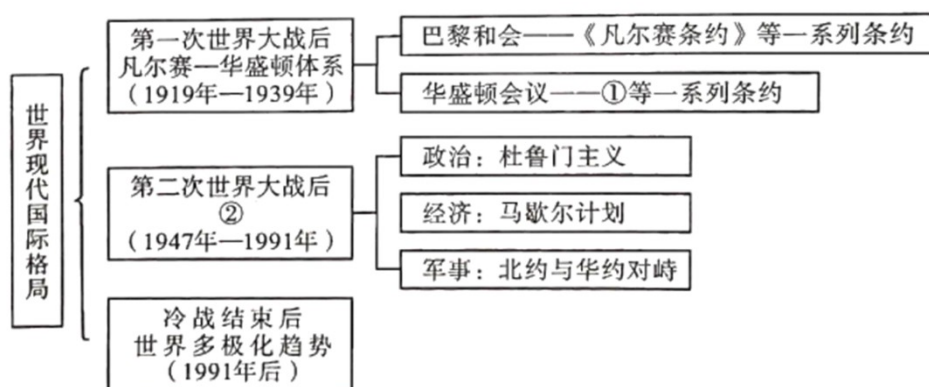 世界现代国际格局
第一次世界大战后
凡尔赛—华盛顿体系
（1919年—1939年）
巴黎和会——《凡尔赛条约》等一系列条约
华盛顿会议——①等一系列条约
第二次世界大战后
②
（1947年—1991年）
政治：杜鲁门主义
经济：马歇尔计划
军事：北约与华约对峙
冷战结束后
世界多极化趋势
（1991年后）